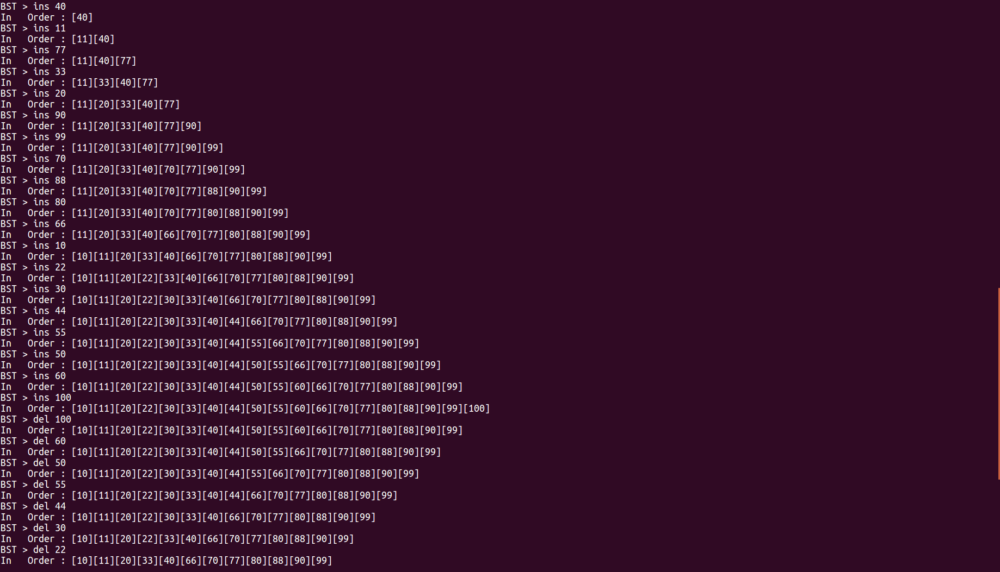 BST > ins 40
In   Order : [40]
BST > ins 11
In   Order : [11][40]
BST > ins 77
In   Order : [11][40][77]
BST > ins 33
In   Order : [11][33][40][77]
BST > ins 20
In   Order : [11][20][33][40][77]
BST > ins 90
In   Order : [11][20][33][40][77][90]
BST > ins 99
In   Order : [11][20][33][40][77][90][99]
BST > ins 70
In   Order : [11][20][33][40][70][77][90][99]
BST > ins 88
In   Order : [11][20][33][40][70][77][88][90][99]
BST > ins 80
In   Order : [11][20][33][40][70][77][80][88][90][99]
BST > ins 66
In   Order : [11][20][33][40][66][70][77][80][88][90][99]
BST > ins 10
In   Order : [10][11][20][33][40][66][70][77][80][88][90][99]
BST > ins 22
In   Order : [10][11][20][22][33][40][66][70][77][80][88][90][99]
BST > ins 30
In   Order : [10][11][20][22][30][33][40][66][70][77][80][88][90][99]
BST > ins 44
In   Order : [10][11][20][22][30][33][40][44][66][70][77][80][88][90][99]
BST > ins 55
In   Order : [10][11][20][22][30][33][40][44][55][66][70][77][80][88][90][99]
BST > ins 50
In   Order : [10][11][20][22][30][33][40][44][50][55][66][70][77][80][88][90][99]
BST > ins 60
In   Order : [10][11][20][22][30][33][40][44][50][55][60][66][70][77][80][88][90][99]
BST > ins 100
In   Order : [10][11][20][22][30][33][40][44][50][55][60][66][70][77][80][88][90][99][100]
BST > del 100
In   Order : [10][11][20][22][30][33][40][44][50][55][60][66][70][77][80][88][90][99]
BST > del 60
In   Order : [10][11][20][22][30][33][40][44][50][55][66][70][77][80][88][90][99]
BST > del 50
In   Order : [10][11][20][22][30][33][40][44][55][66][70][77][80][88][90][99]
BST > del 55
In   Order : [10][11][20][22][30][33][40][44][66][70][77][80][88][90][99]
BST > del 44
In   Order : [10][11][20][22][30][33][40][66][70][77][80][88][90][99]
BST > del 30
In   Order : [10][11][20][22][33][40][66][70][77][80][88][90][99]
BST > del 22
In   Order : [10][11][20][33][40][66][70][77][80][88][90][99]